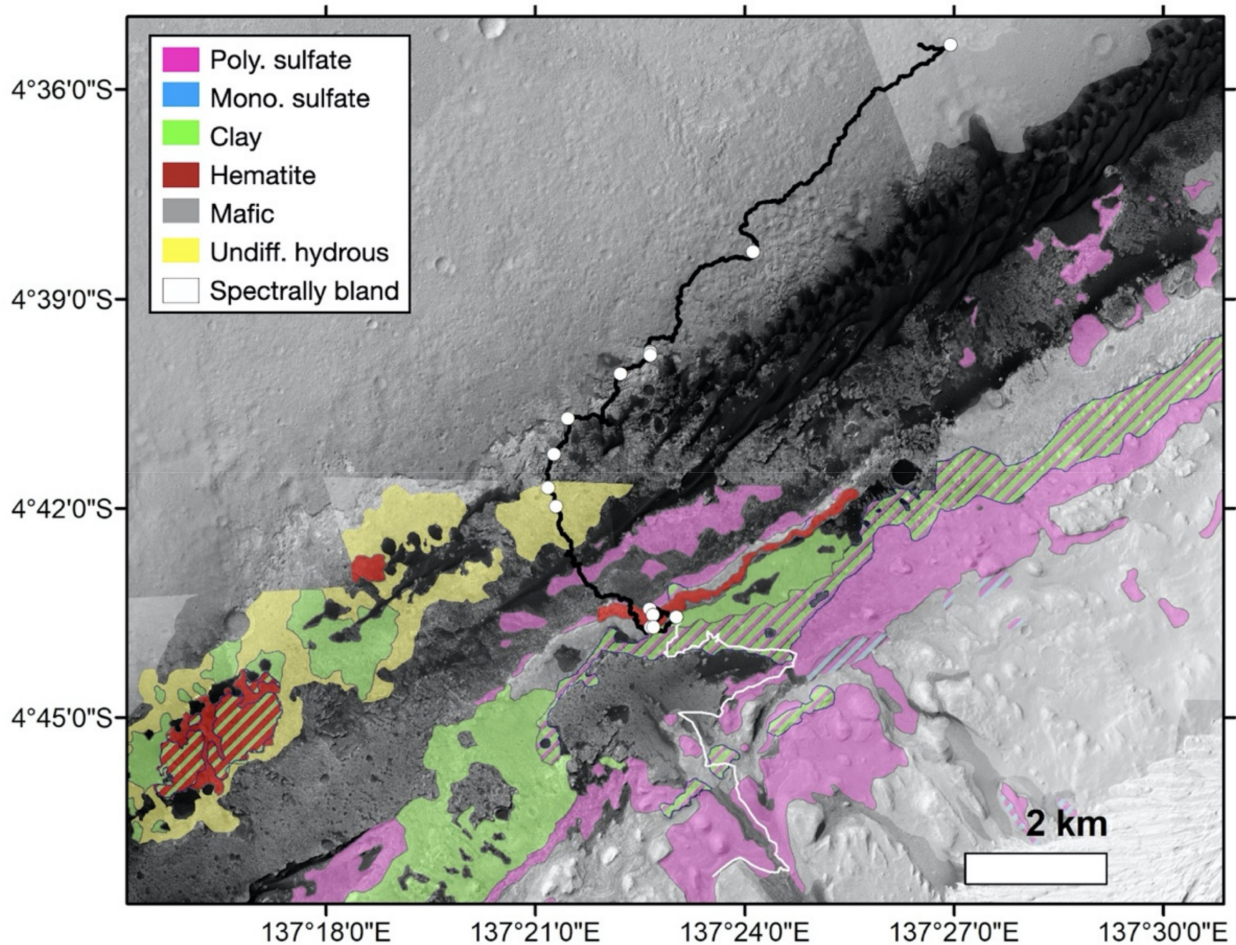 Poly. sulfate
Mono. sulfate
Clay
Hematite
Mafic
Undiff. hydrous
Spectrally bland
4°36'0"S
4°39'0"S
4°42'0"S
4°45'0"S
2 km
137°18'0"E
137°21'0"E
137°24'0"E
137°27'0"E
137°30'0"E